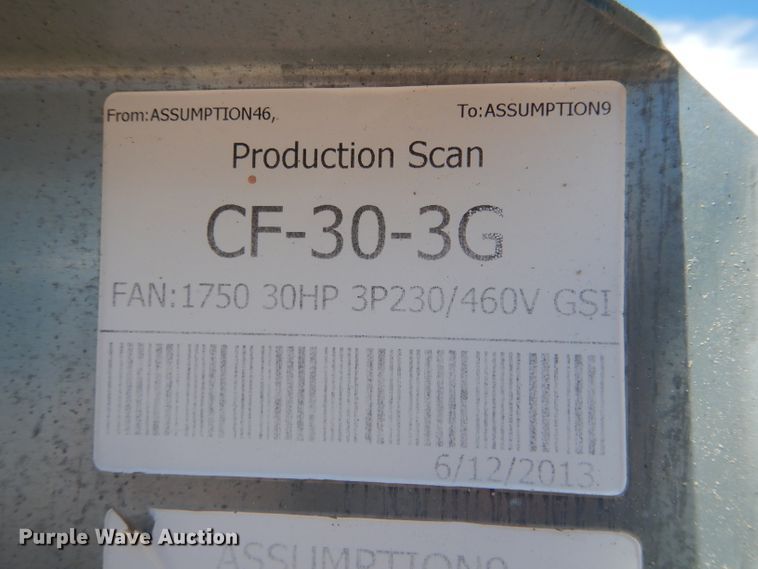 From:ASSUMPTION46,
To:ASSUMPTION9
Production Scan
CF-30-3G
FAN:1750 30HP 3P230/460V GSI
6/12/2013
ASSUMPTION9
Purple Wave Auction